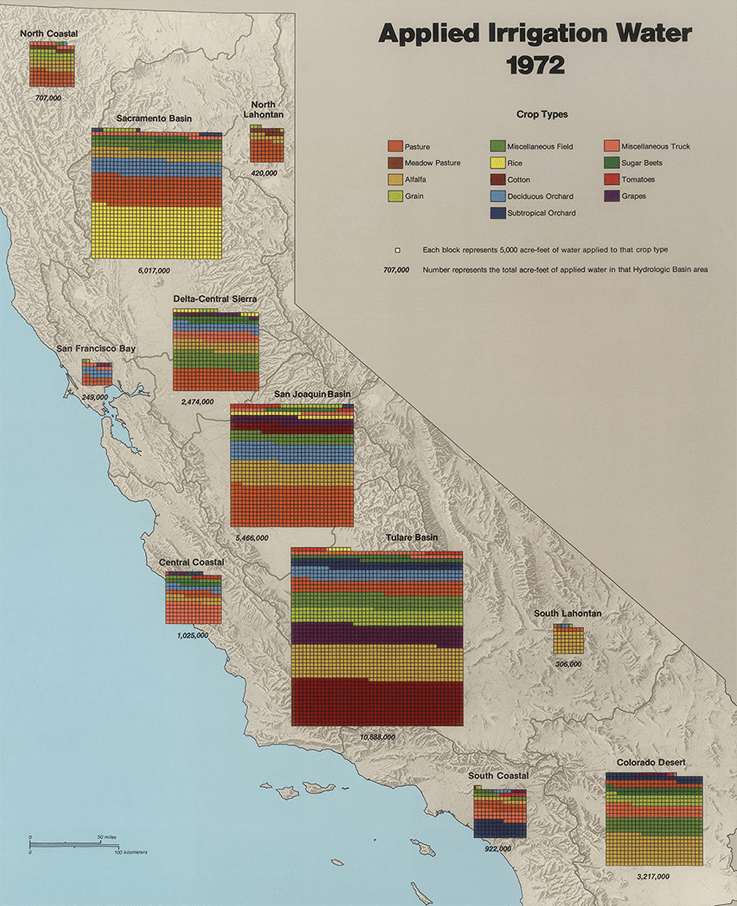 Applied Irrigation Water
1972
Crop Types
Pasture
Meadow Pasture
Alfalfa
Grain
Miscellaneous Field
Rice
Cotton
Deciduous Orchard
Subtropical Orchard
Miscellaneous Truck
Sugar Beets
Tomatoes
Grapes
Each block represents 5,000 acre-feet of water applied to that crop type
707,000 Number represents the total acre-feet of applied water in that Hydrologic Basin area
North Coastal
707,000
Sacramento Basin
6,017,000
North
Lahontan
420,000
Delta-Central Sierra
2,474,000
San Francisco Bay
249,000
San Joaquin Basin
5,466,000
Tulare Basin
10,888,000
Central Coastal
1,025,000
South Lahontan
306,000
South Coastal
922,000
Colorado Desert
3,217,000
0 50 miles
0 100 kilometers